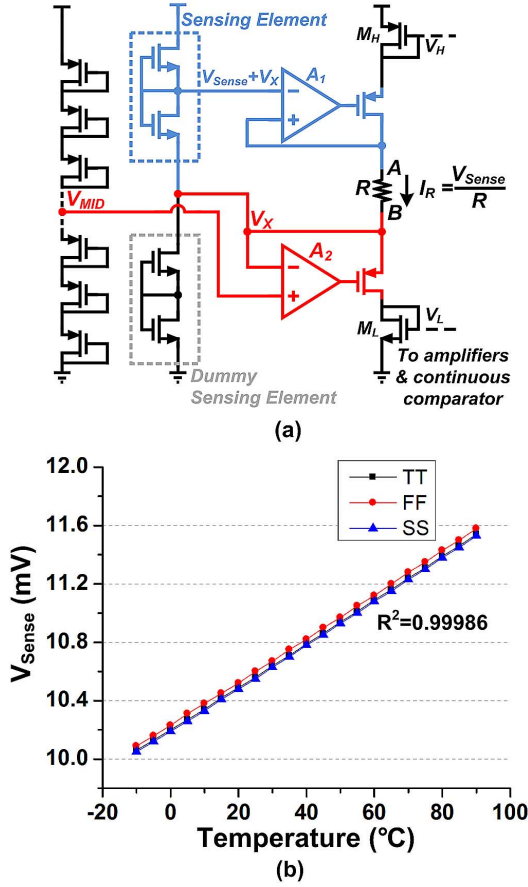 Sensing Element
V_Sense+V_X
A_1
M_H
V_H
A
R
I_R = V_Sense/R
B
V_MID
V_X
A_2
V_L
M_L
To amplifiers
& continuous
comparator
Dummy
Sensing Element
(a)
12.0
11.6
11.2
10.8
10.4
10.0
V_Sense (mV)
TT
FF
SS
R²=0.99986
-20 0 20 40 60 80 100
Temperature (°C)
(b)